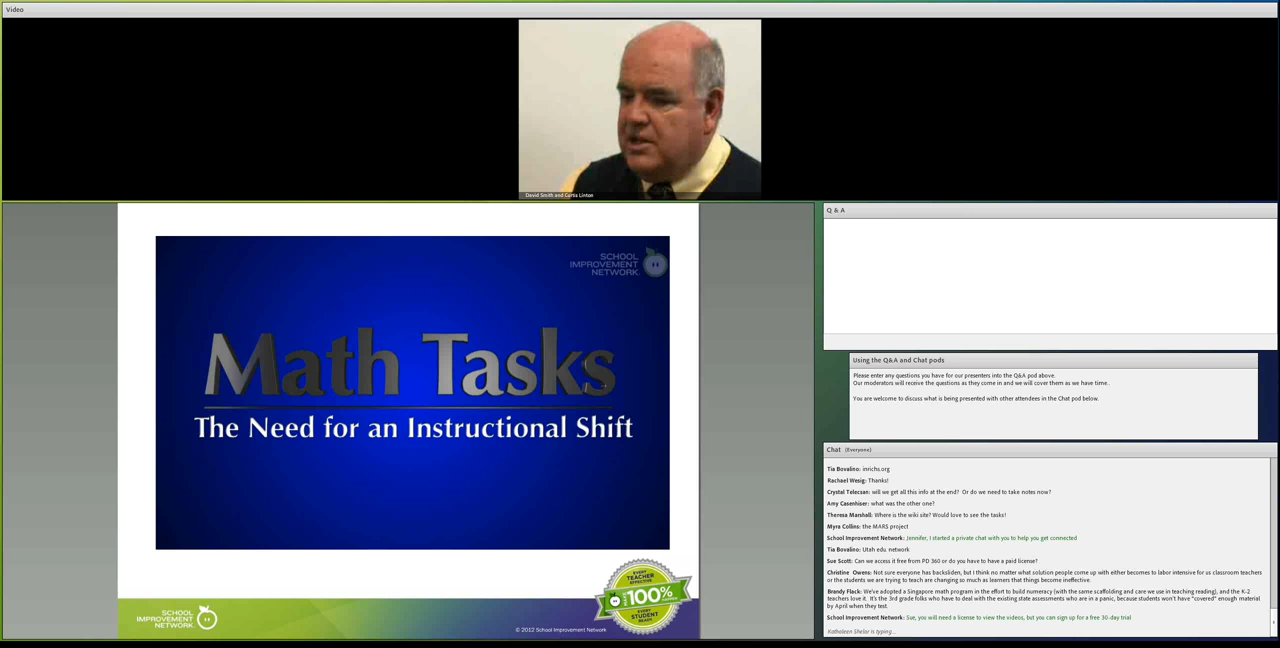 Video
David Smith and Curtis Linton
SCHOOL
IMPROVEMENT
NETWORK
Math Tasks
The Need for an Instructional Shift
SCHOOL
IMPROVEMENT
NETWORK
EVERY
TEACHER
EFFECTIVE
100%
EVERY
STUDENT
READY
© 2012 School Improvement Network
Q & A
Using the Q&A and Chat pods
Please enter any questions you have for our presenters into the Q&A pod above.
Our moderators will receive the questions as they come in and we will cover them as we have time..
You are welcome to discuss what is being presented with other attendees in the Chat pod below.
Chat (Everyone)
Tia Bovalino: inrichs.org
Rachael Wesig: Thanks!
Crystal Telecsan: will we get all this info at the end? Or do we need to take notes now?
Amy Casenhiser: what was the other one?
Theresa Marshall: Where is the wiki site? Would love to see the tasks!
Myra Collins: the MARS project
School Improvement Network: Jennifer, I started a private chat with you to help you get connected
Tia Bovalino: Utah edu. network
Sue Scott: Can we access it free from PD 360 or do you have to have a paid license?
Christine Owens: Not sure everyone has backsliden, but I think no matter what solution people come up with either becomes to labor intensive for us classroom teachers
or the students we are trying to teach are changing so much as learners that things become ineffective.
Brandy Flack: We've adopted a Singapore math program in the effort to build numeracy (with the same scaffolding and care we use in teaching reading), and the K-2
teachers love it. It's the 3rd grade folks who have to deal with the existing state assessments who are in a panic, because students won't have "covered" enough material
by April when they test.
School Improvement Network: Sue, you will need a license to view the videos, but you can sign up for a free 30-day trial
Katheleen Shelar is typing...